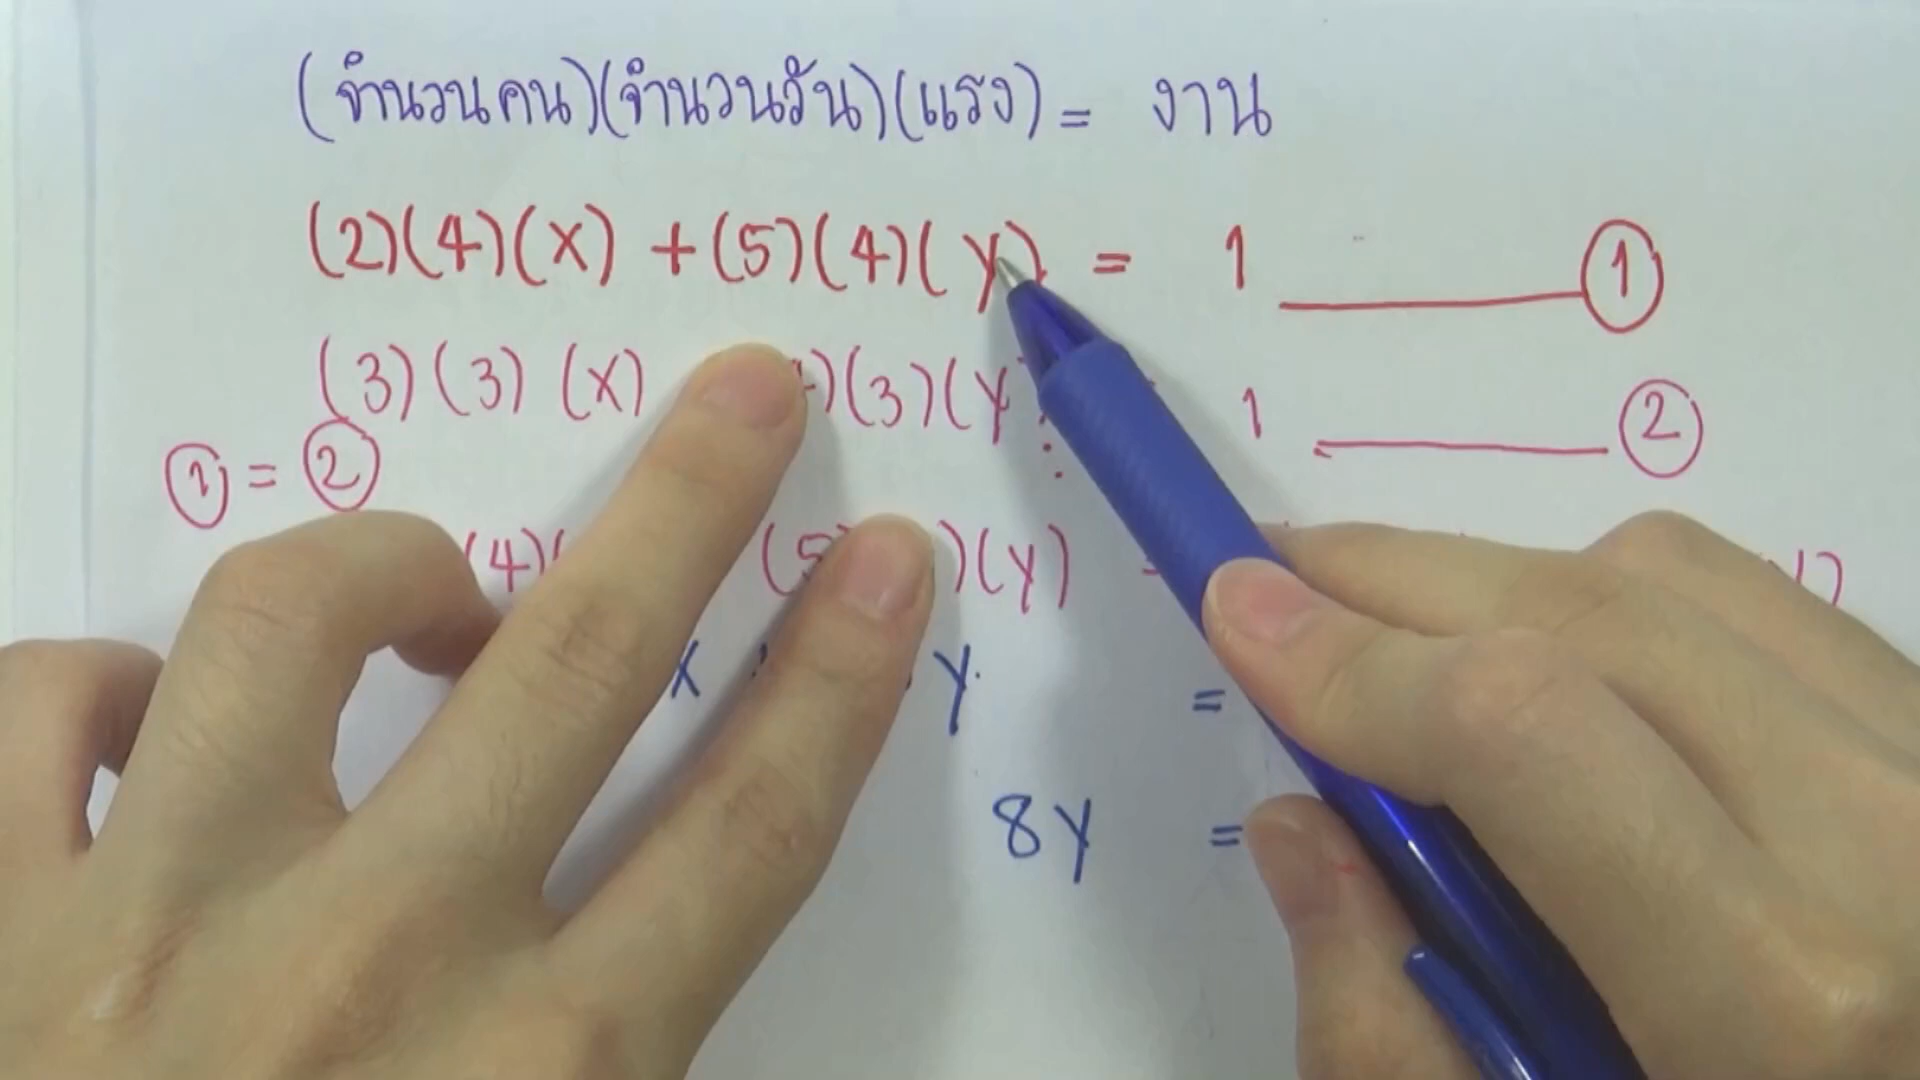 (จำนวนคน)(จำนวนวัน)(แรง) = งาน
(2)(4)(x) + (5)(4)(y) = 1 ①
(3)(3)(x) )(3)(y 1 ②
① = ②
(4)( (5 )(y)
x y =
8y =